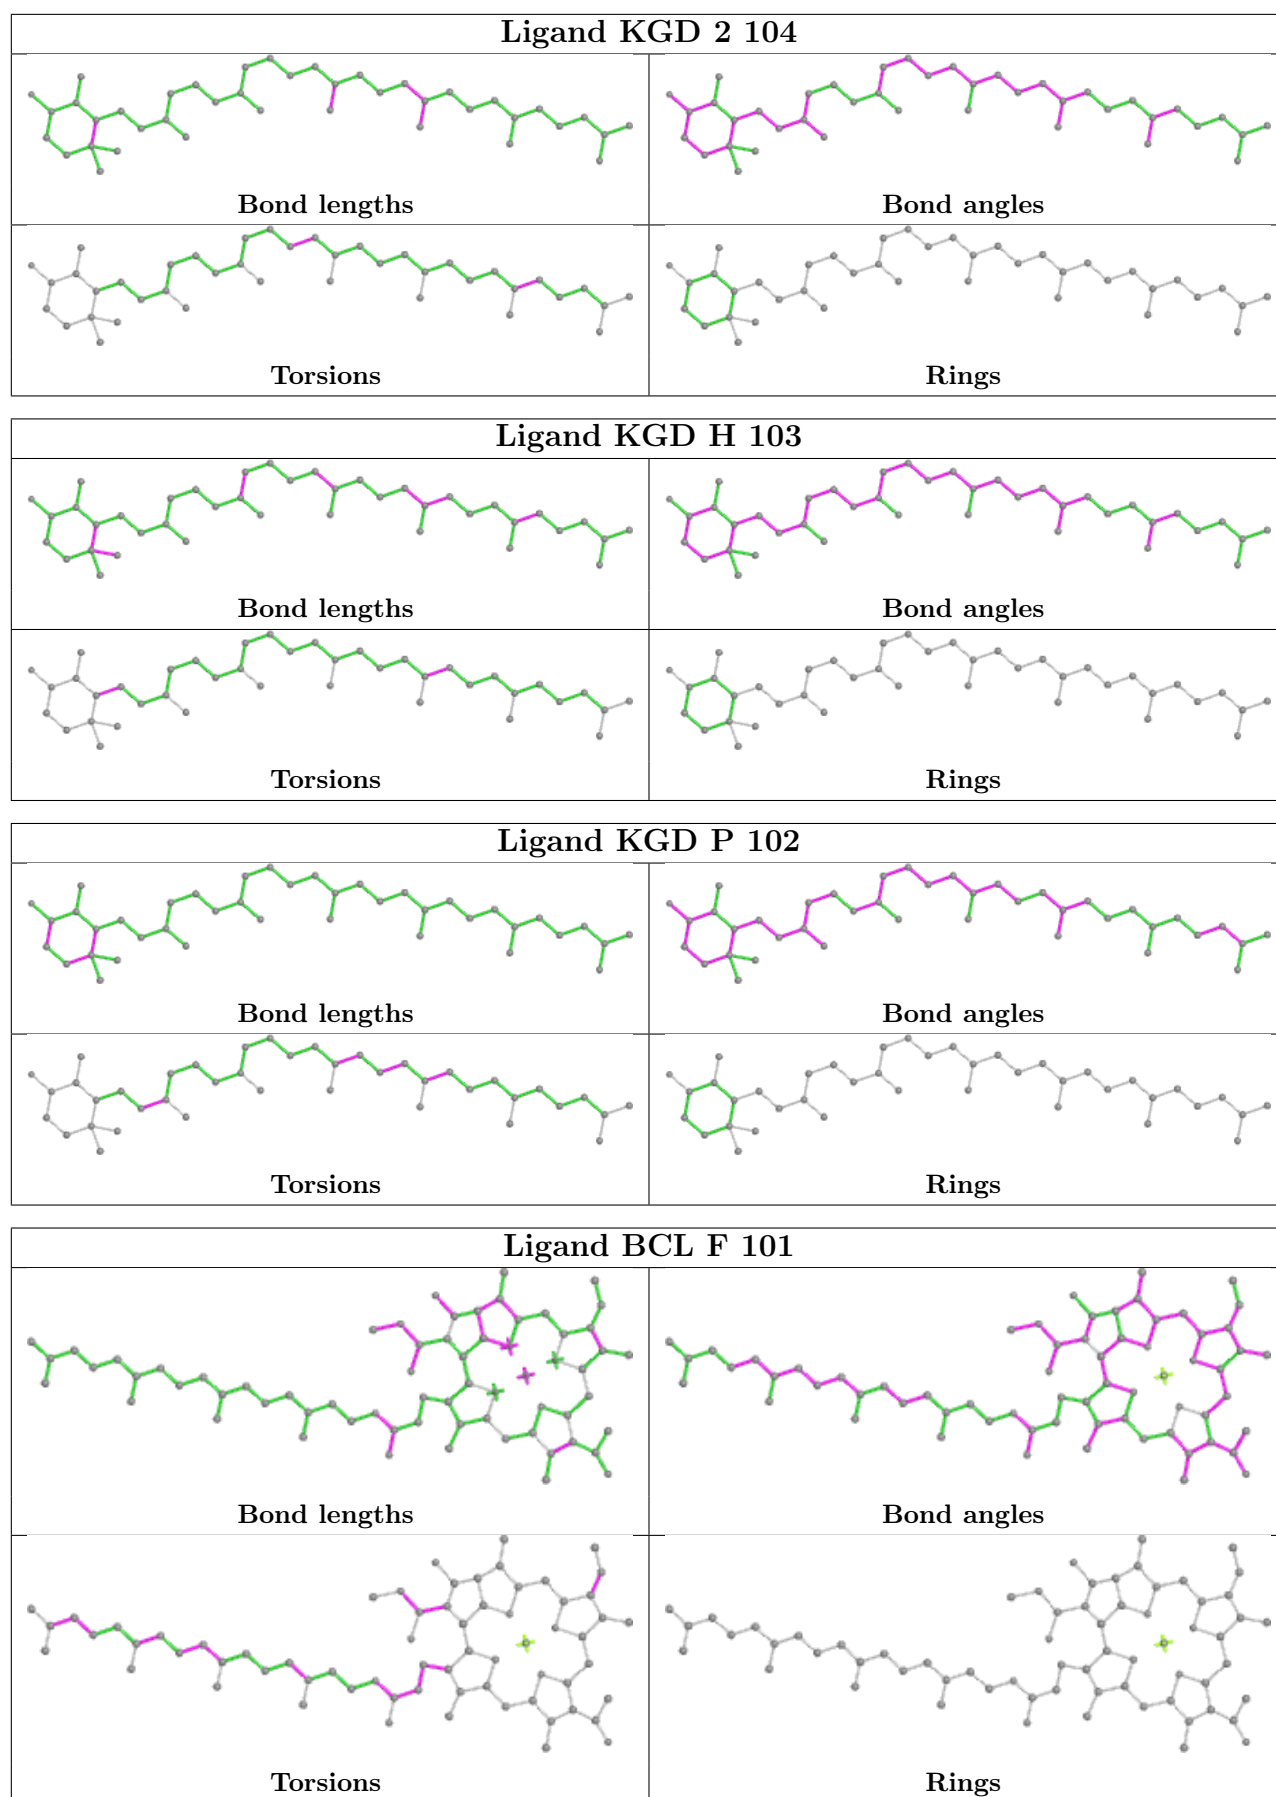 Ligand KGD 2 104
Bond lengths
Bond angles
Torsions
Rings
Ligand KGD H 103
Bond lengths
Bond angles
Torsions
Rings
Ligand KGD P 102
Bond lengths
Bond angles
Torsions
Rings
Ligand BCL F 101
Bond lengths
Bond angles
Torsions
Rings